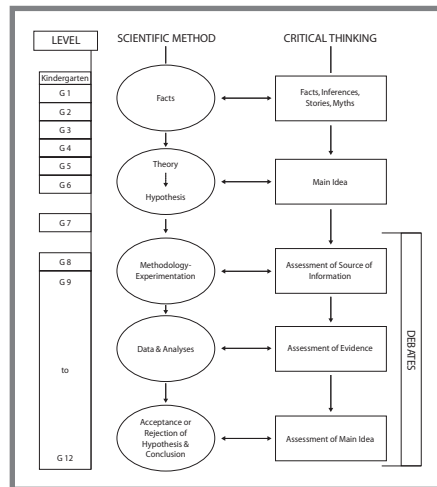 LEVEL
SCIENTIFIC METHOD
CRITICAL THINKING
Kindergarten
G 1
G 2
G 3
G 4
G 5
G 6
G 7
G 8
G 9
to
G 12
Facts
Facts, Inferences,
Stories, Myths
Theory
Hypothesis
Main Idea
Methodology-
Experimentation
Assessment of Source of
Information
Data & Analyses
Assessment of Evidence
Acceptance or
Rejection of
Hypothesis &
Conclusion
Assessment of Main Idea
DEBATES